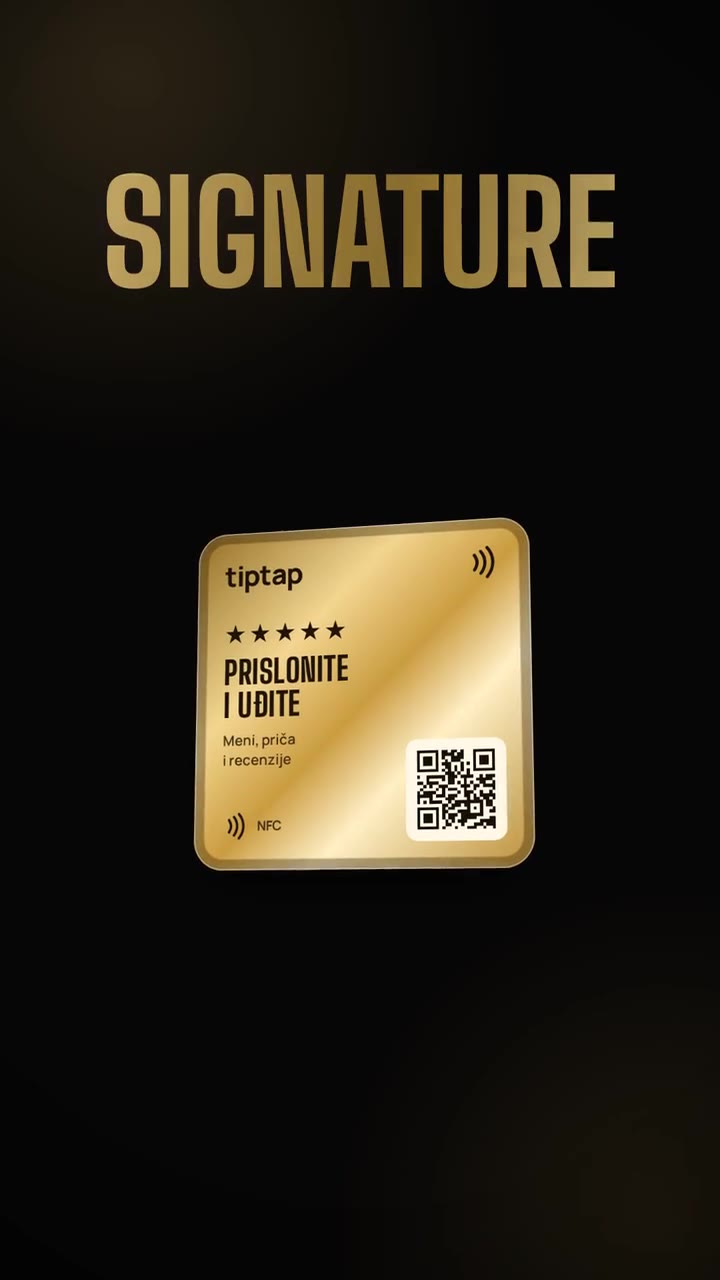 SIGNATURE
tiptap
★★★★★
PRISLONITE
I UĐITE
Meni, priča
i recenzije
NFC